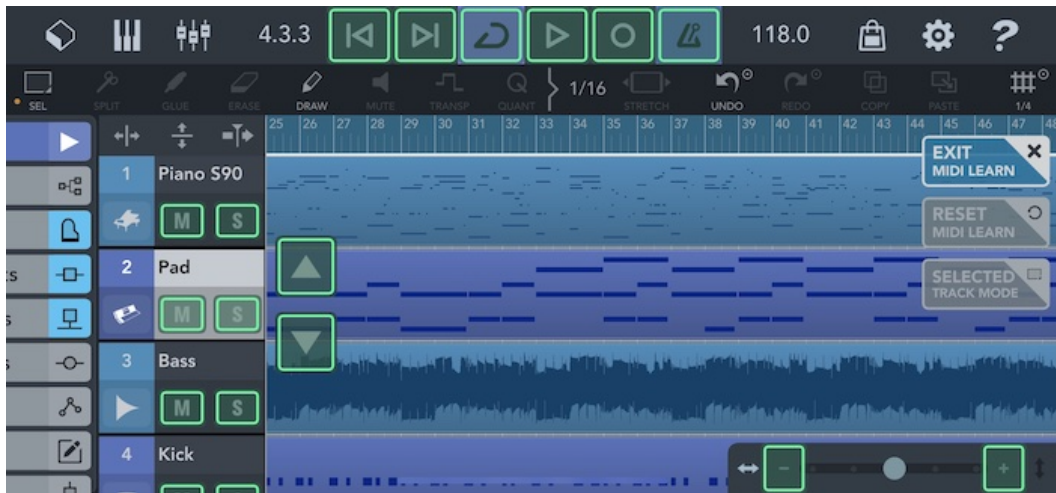 4.3.3
118.0
?
SEL
SPLIT
GLUE
ERASE
DRAW
MUTE
TRANSP
Q
QUANT
1/16
STRETCH
UNDO
REDO
COPY
PASTE
1/4
25 26 27 28 29 30 31 32 33 34 35 36 37 38 39 40 41 42 43 44 45 46 47 48
1 Piano S90
M S
EXIT
MIDI LEARN
RESET
MIDI LEARN
2 Pad
M S
SELECTED
TRACK MODE
3 Bass
M S
4 Kick
- +